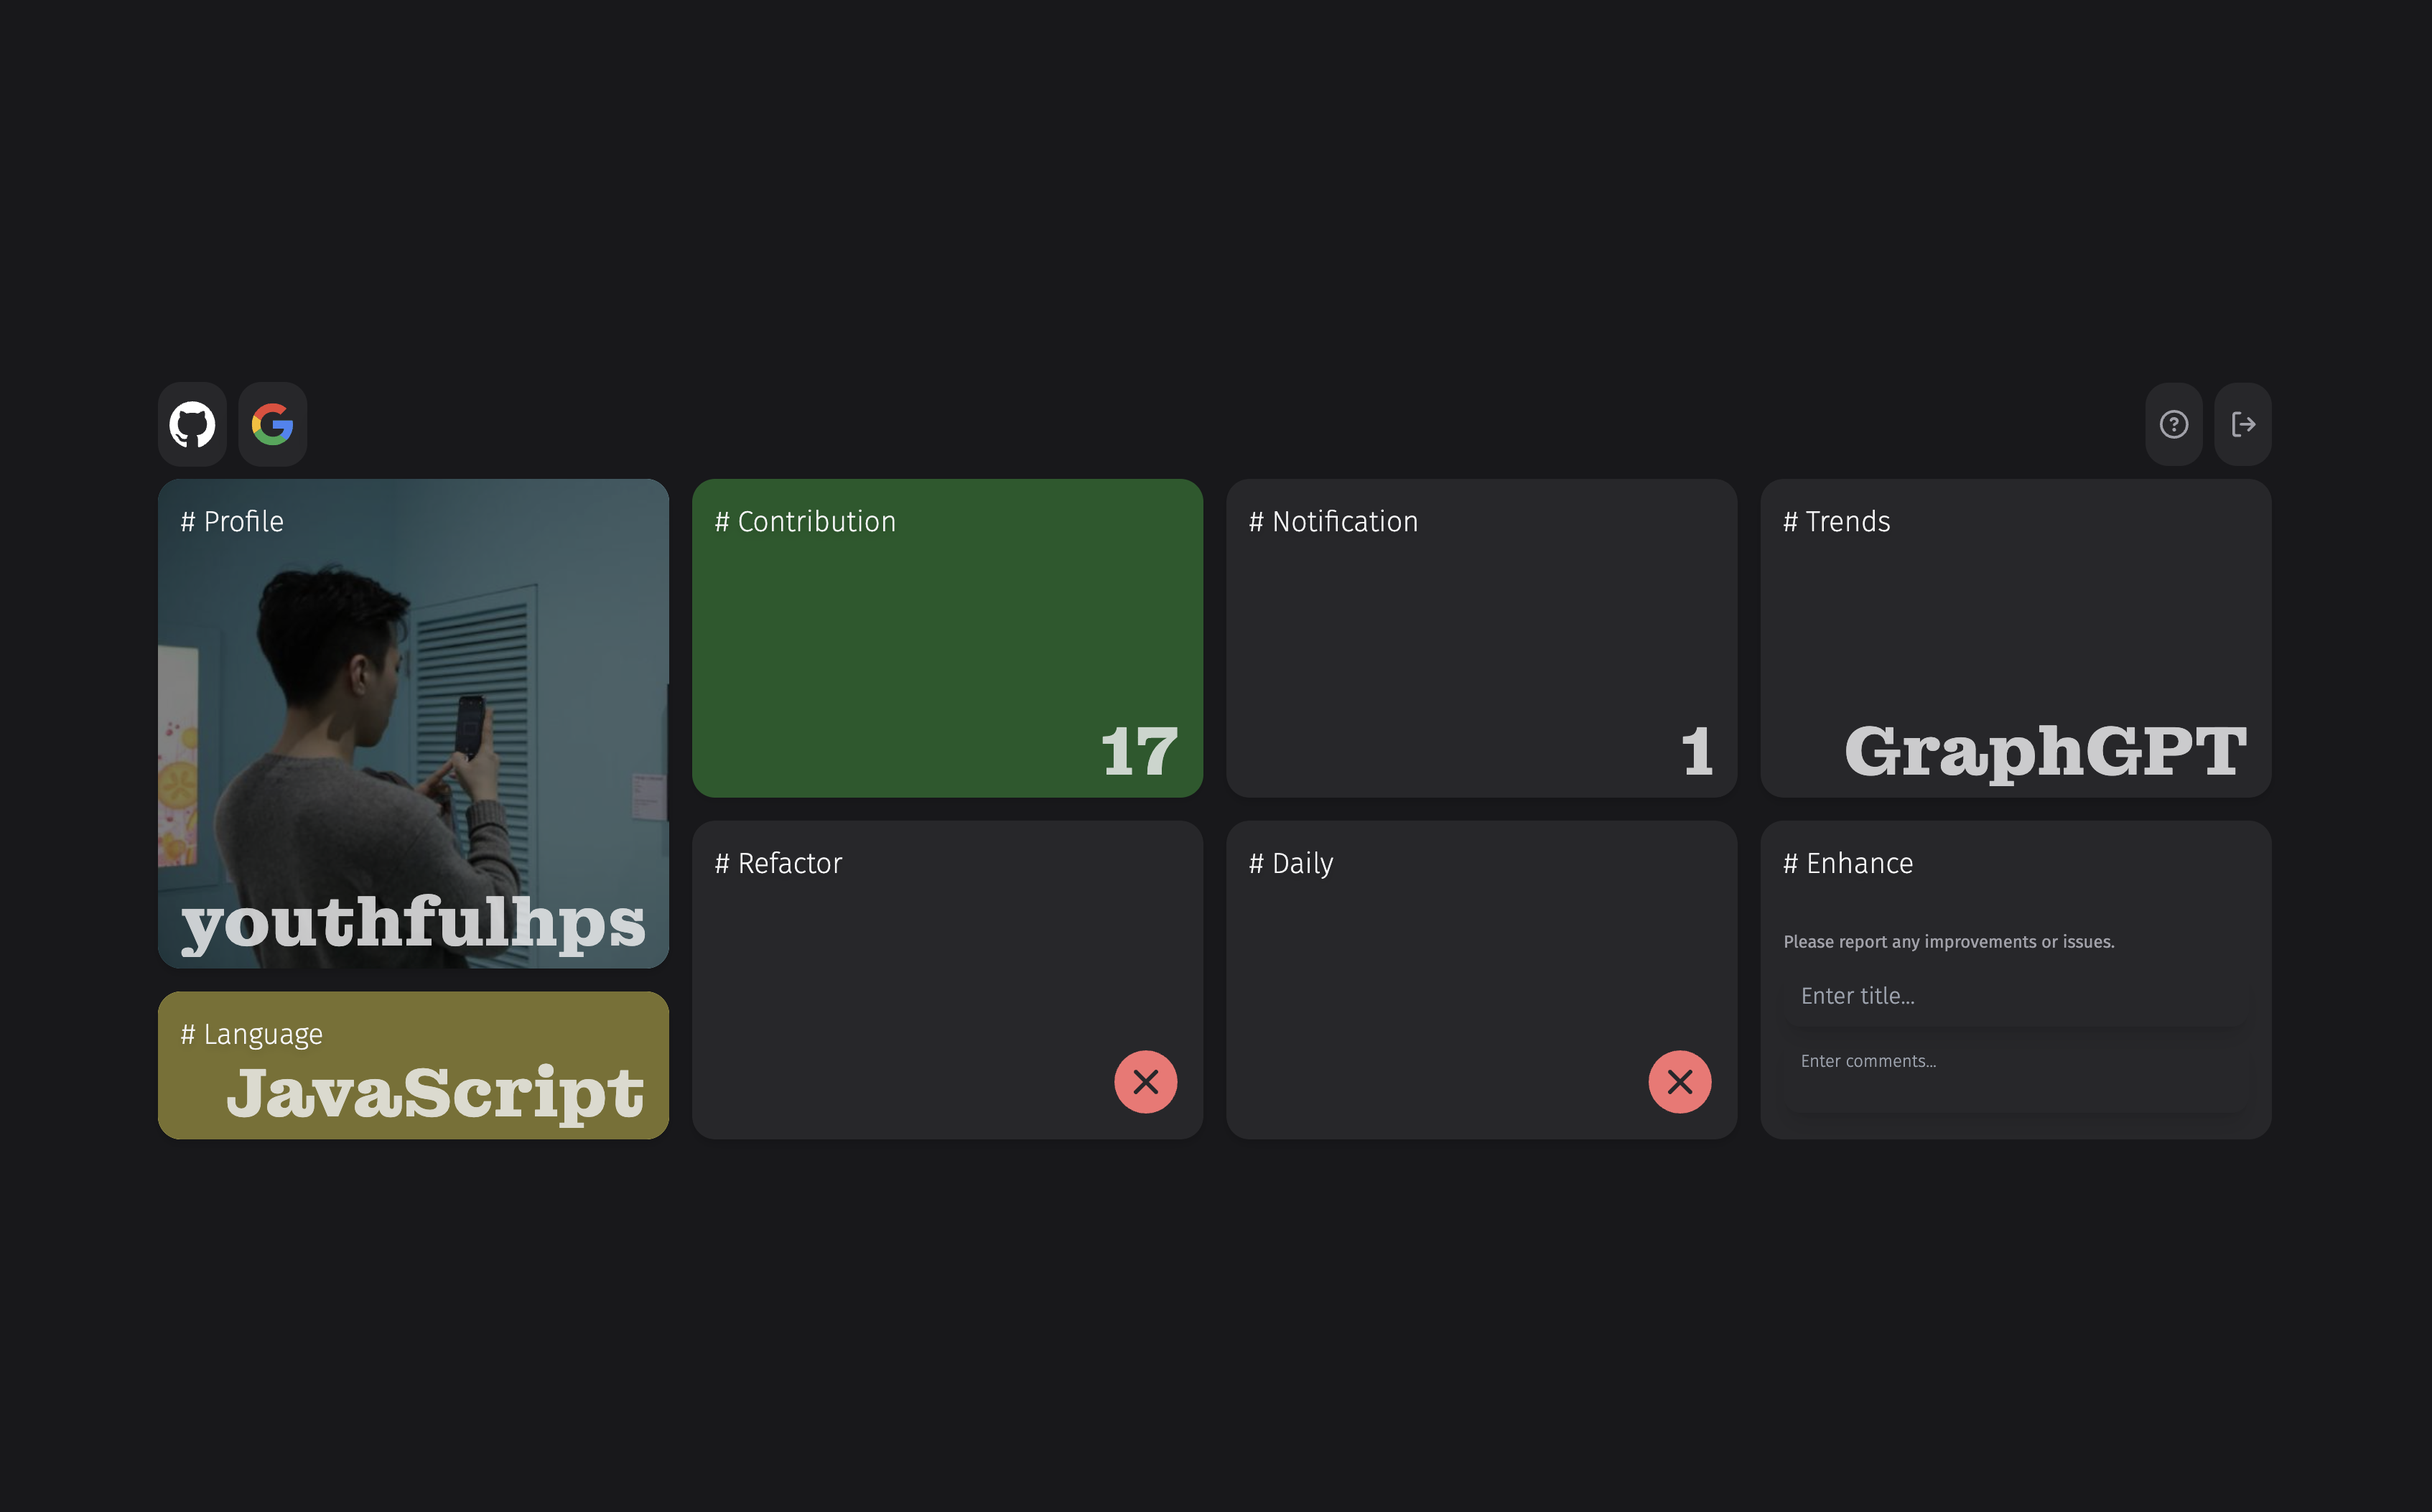 # Profile
youthfulhps
# Language
JavaScript
# Contribution
17
# Notification
1
# Trends
GraphGPT
# Refactor
# Daily
# Enhance
Please report any improvements or issues.
Enter title...
Enter comments...